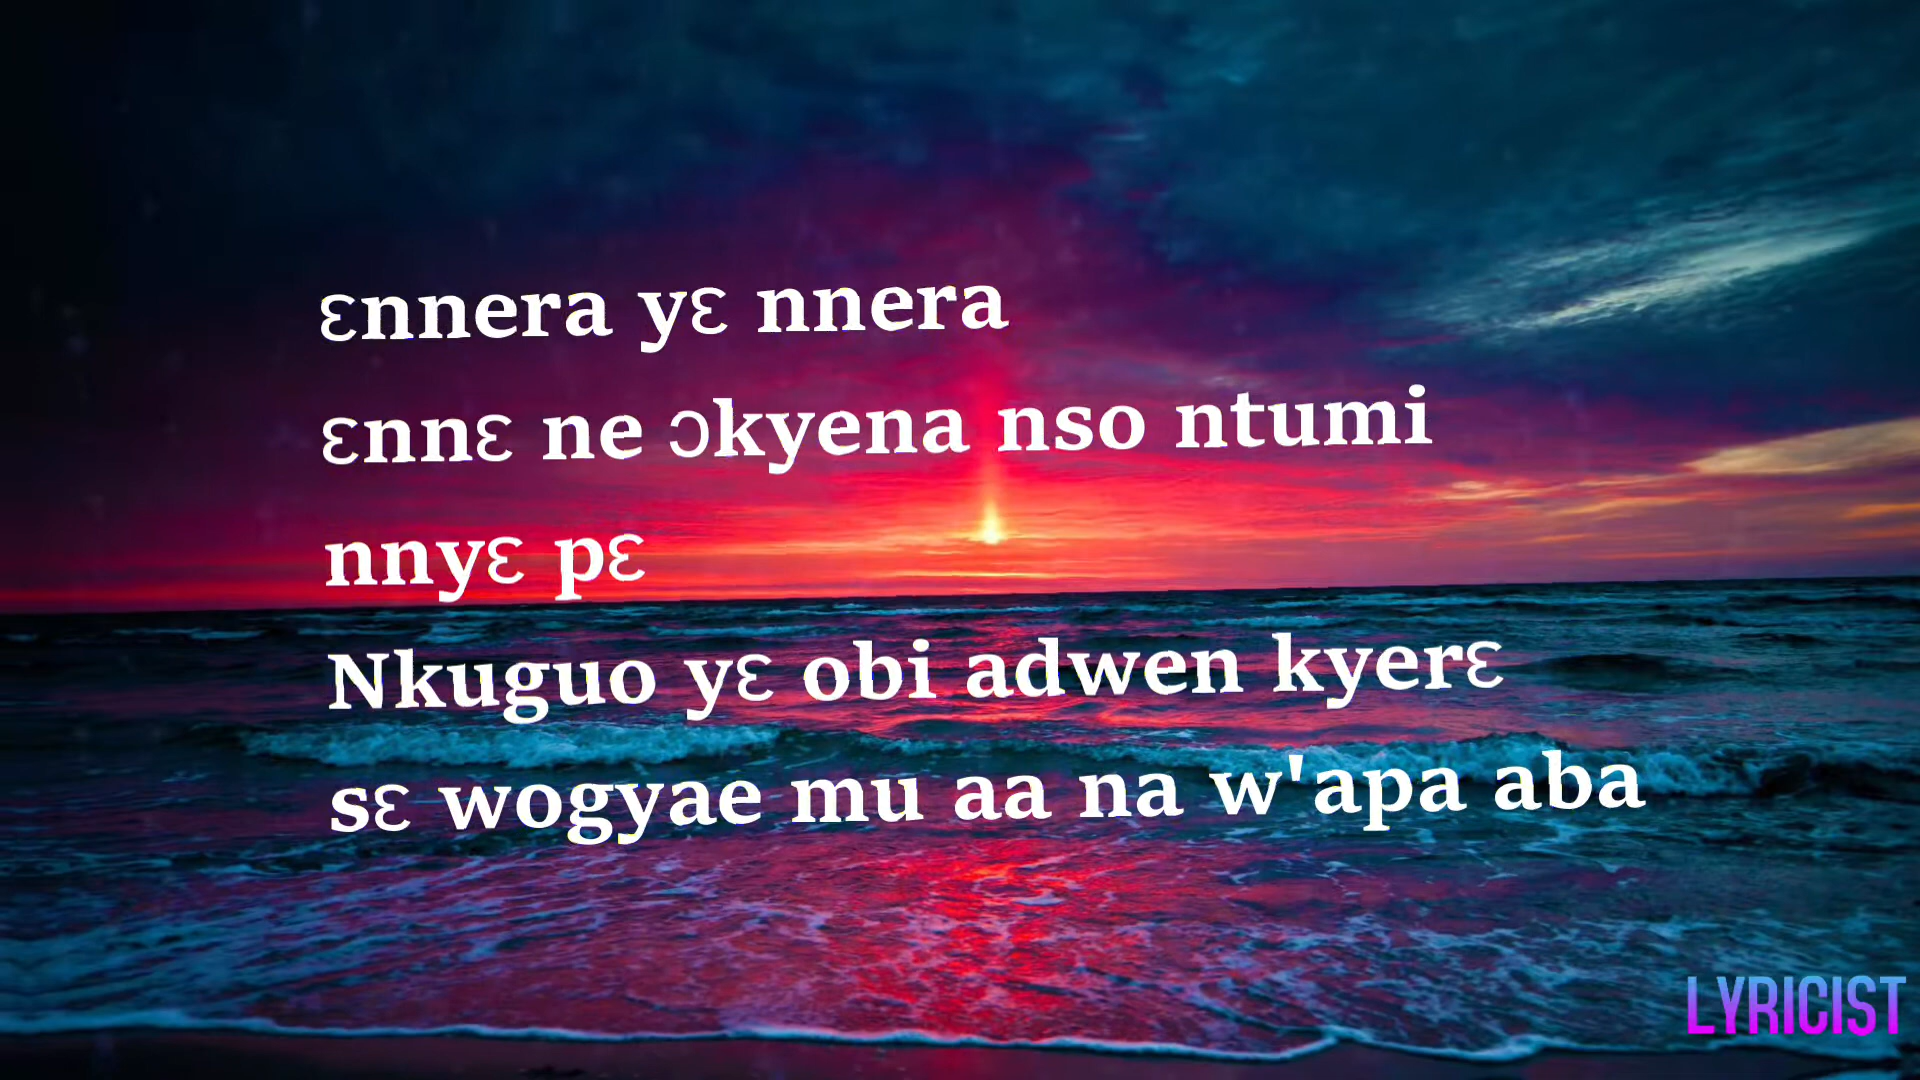 ɛnnera yɛ nnera
ɛnnɛ ne ɔkyena nso ntumi
nnyɛ pɛ
Nkuguo yɛ obi adwen kyerɛ
sɛ wogyae mu aa na w'apa aba
LYRICIST